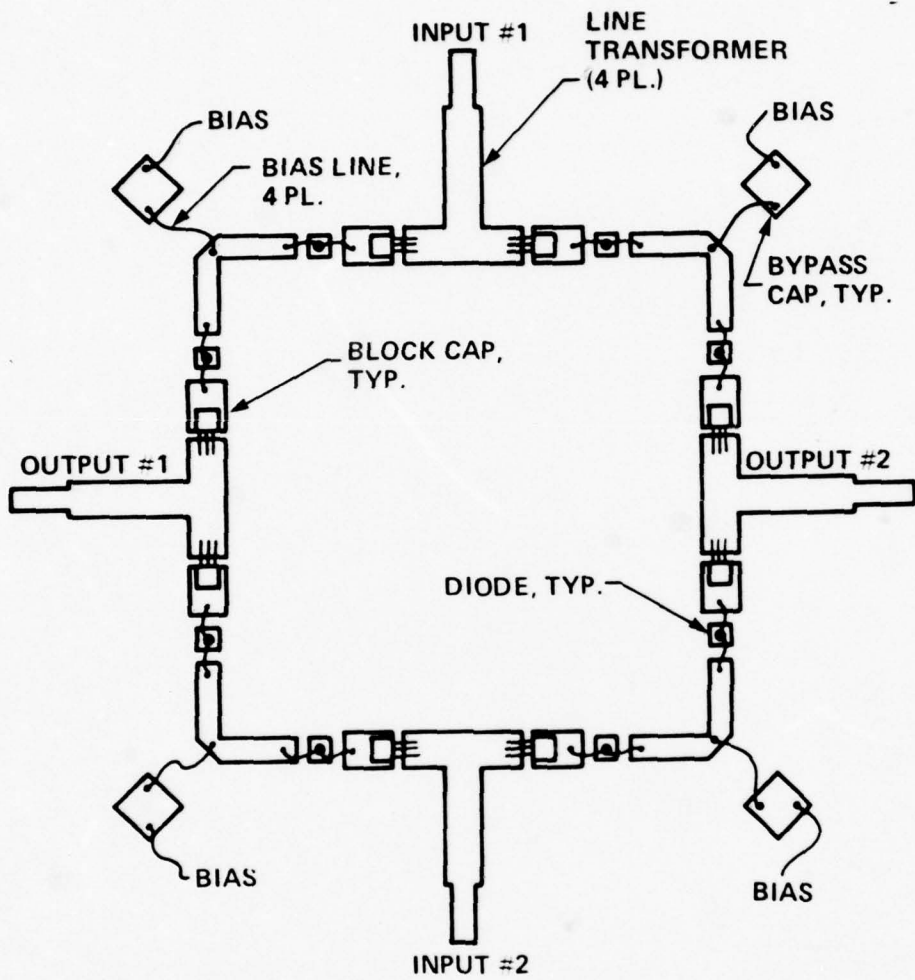 INPUT #1
LINE
TRANSFORMER
(4 PL.)
BIAS
BIAS LINE,
4 PL.
BIAS
BYPASS
CAP, TYP.
BLOCK CAP,
TYP.
OUTPUT #1
OUTPUT #2
DIODE, TYP.
BIAS
BIAS
INPUT #2